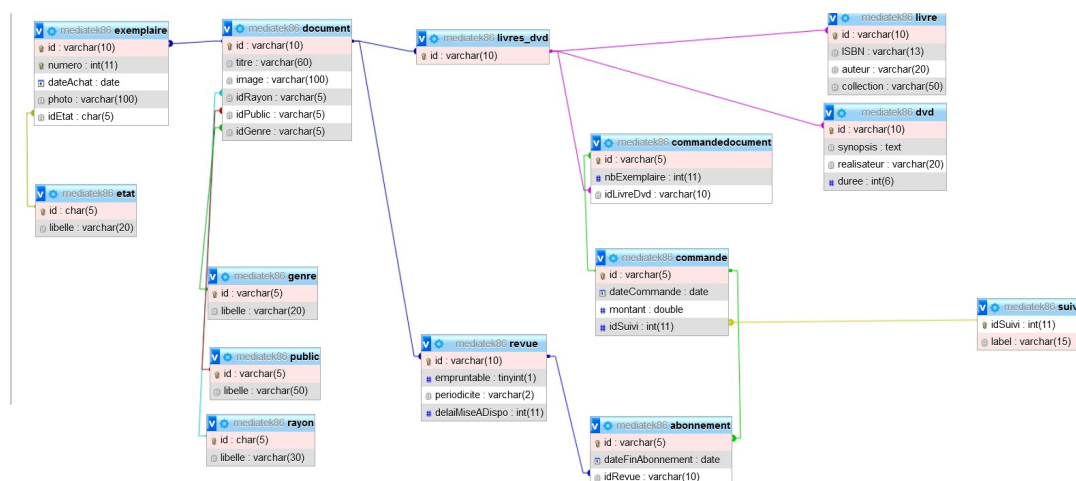 mediatek86 exemplaire
id : varchar(10)
numero : int(11)
dateAchat : date
photo : varchar(100)
idEtat : char(5)
mediatek86 document
id : varchar(10)
titre : varchar(60)
image : varchar(100)
idRayon : varchar(5)
idPublic : varchar(5)
idGenre : varchar(5)
mediatek86 livres_dvd
id : varchar(10)
mediatek86 livre
id : varchar(10)
ISBN : varchar(13)
auteur : varchar(20)
collection : varchar(50)
mediatek86 dvd
id : varchar(10)
synopsis : text
realisateur : varchar(20)
duree : int(6)
mediatek86 commandedocument
id : varchar(5)
nbExemplaire : int(11)
idLivreDvd : varchar(10)
mediatek86 etat
id : char(5)
libelle : varchar(20)
mediatek86 commande
id : varchar(5)
dateCommande : date
montant : double
idSuivi : int(11)
mediatek86 genre
id : varchar(5)
libelle : varchar(20)
mediatek86 suiv
idSuivi : int(11)
label : varchar(15)
mediatek86 revue
id : varchar(10)
empruntable : tinyint(1)
periodicite : varchar(2)
delaiMiseADispo : int(11)
mediatek86 public
id : varchar(5)
libelle : varchar(50)
mediatek86 rayon
id : char(5)
libelle : varchar(30)
mediatek86 abonnement
id : varchar(5)
dateFinAbonnement : date
idRevue : varchar(10)